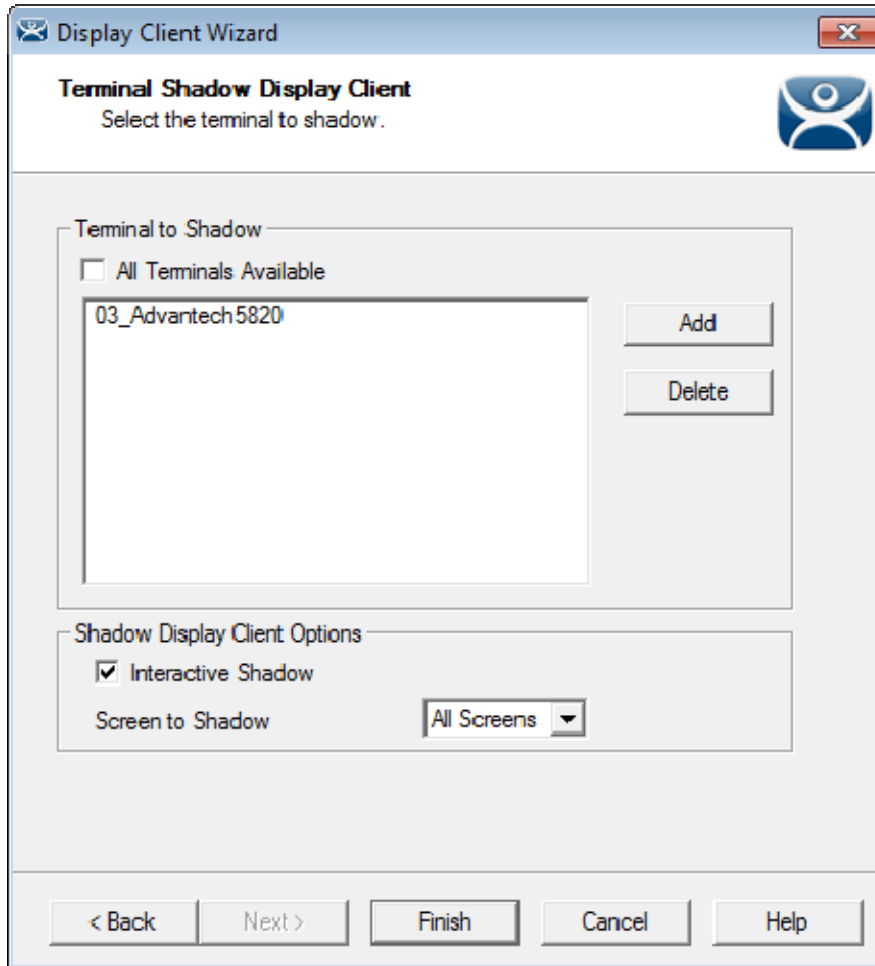 Display Client Wizard
Terminal Shadow Display Client
Select the terminal to shadow.
Terminal to Shadow
All Terminals Available
03_Advantech 5820
Add
Delete
Shadow Display Client Options
Interactive Shadow
Screen to Shadow All Screens
< Back Next > Finish Cancel Help